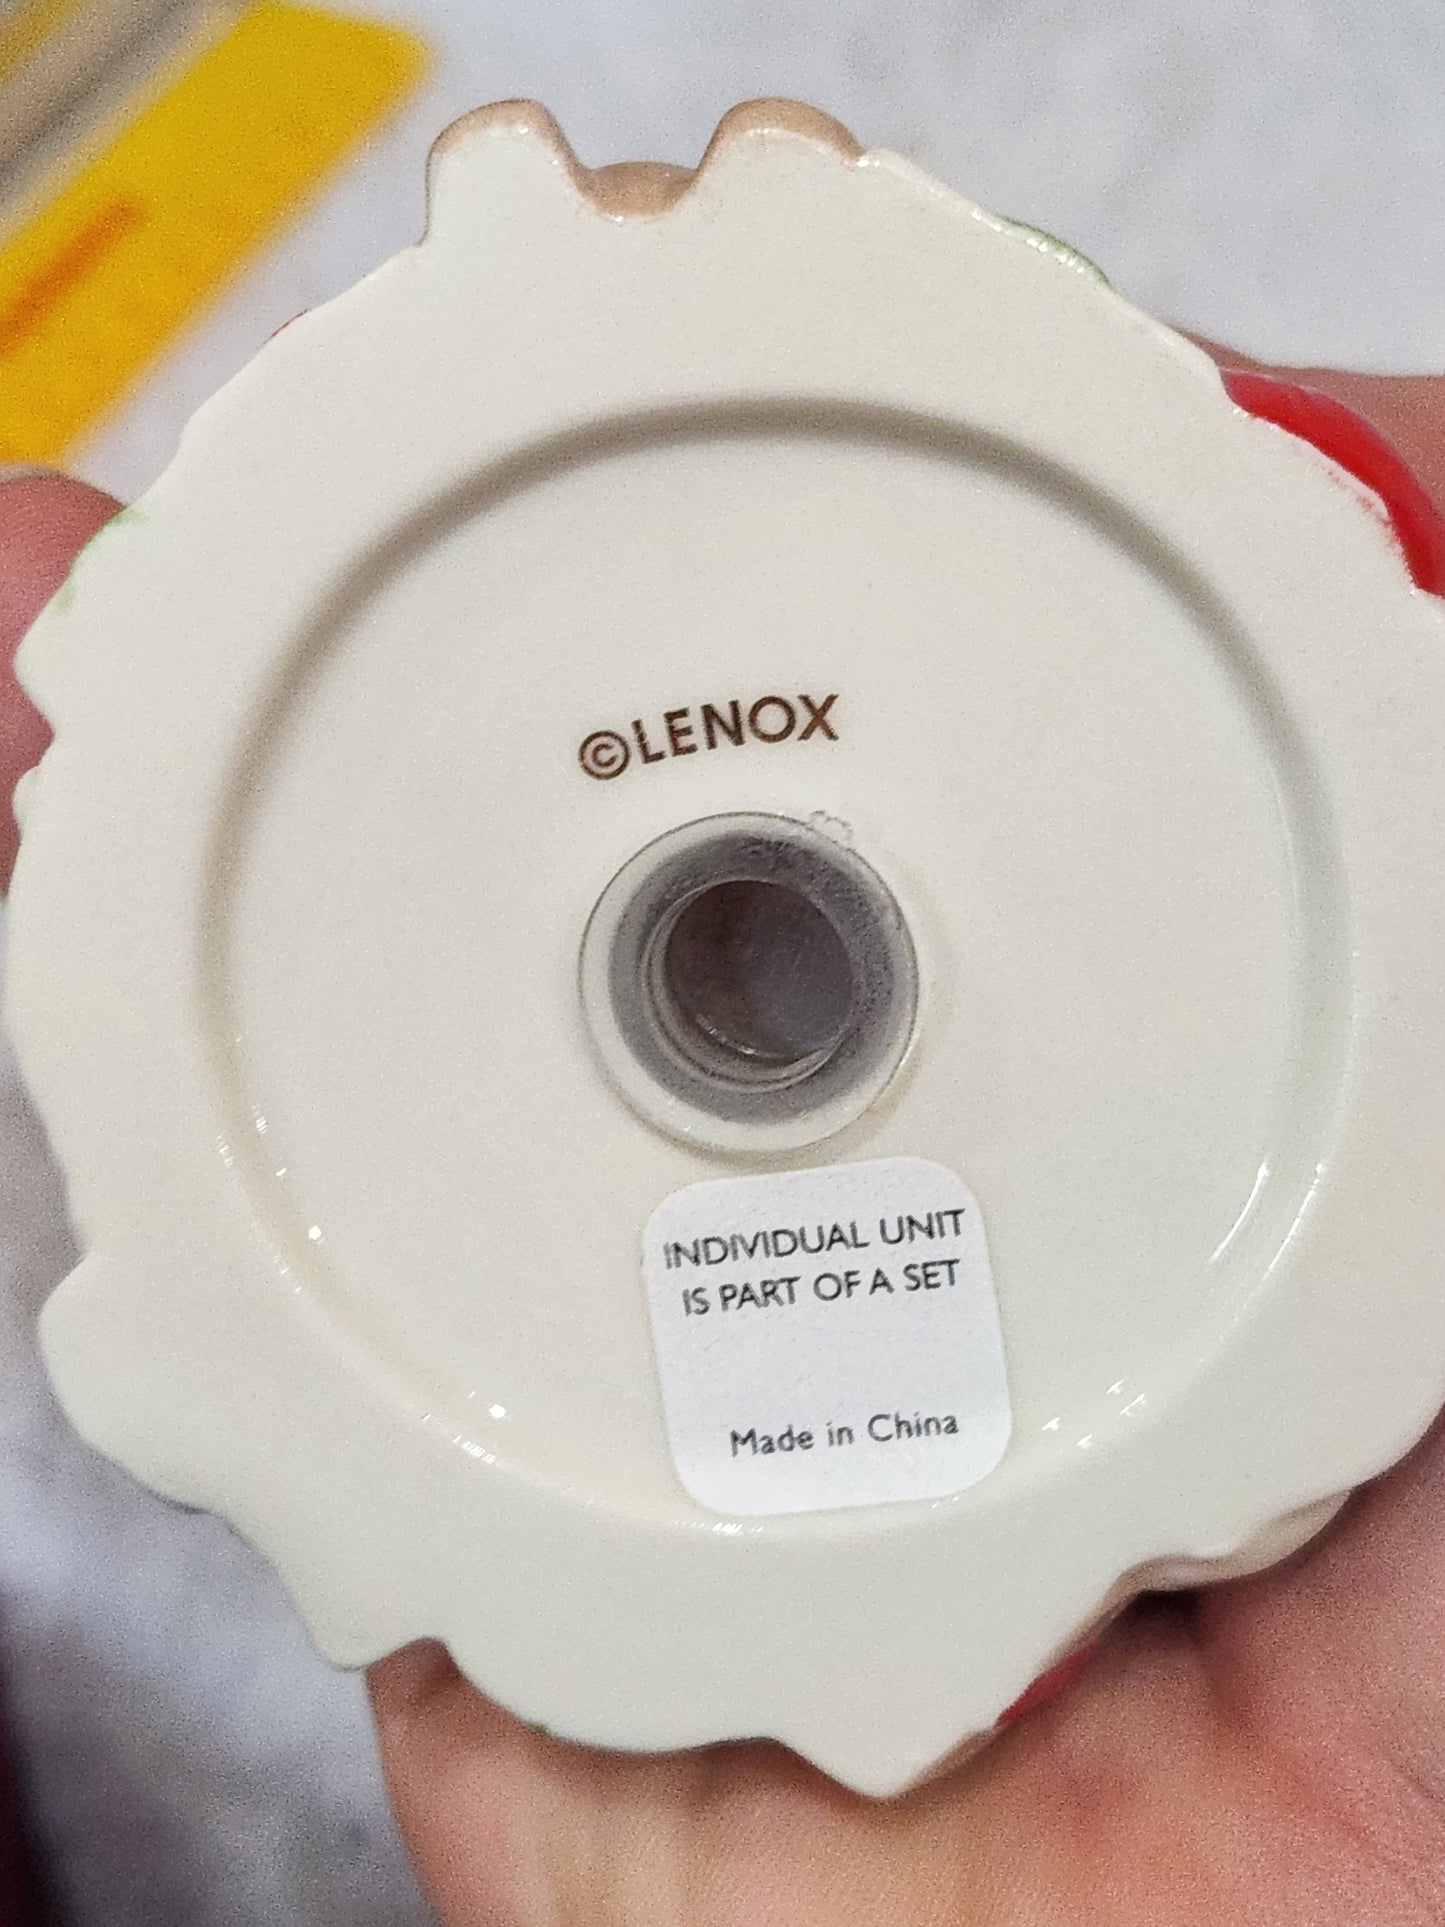 ©LENOX
INDIVIDUAL UNIT
IS PART OF A SET
Made in China